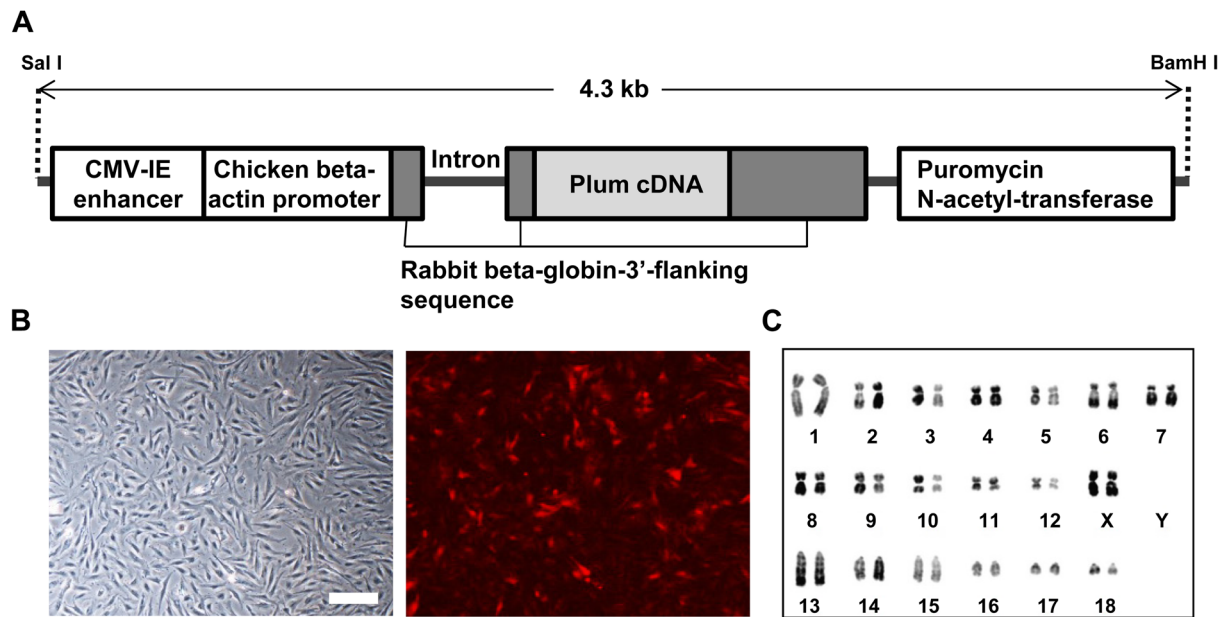 A
Sal I
BamH I
4.3 kb
CMV-IE
enhancer
Chicken beta-
actin promoter
Intron
Plum cDNA
Puromycin
N-acetyl-transferase
Rabbit beta-globin-3’-flanking
sequence
B
C
1 2 3 4 5 6 7
8 9 10 11 12 X Y
13 14 15 16 17 18